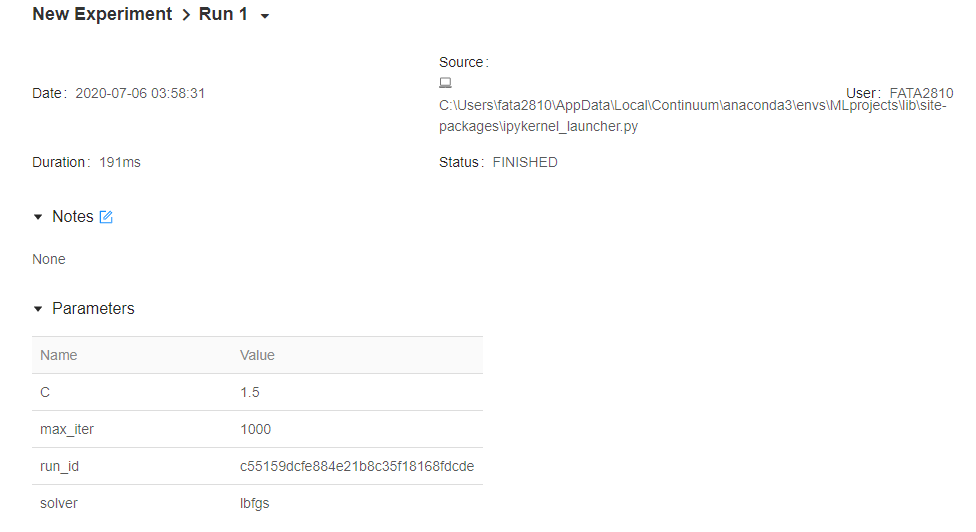 New Experiment > Run 1
Source:
Date: 2020-07-06 03:58:31
User: FATA2810
C:\Users\fata2810\AppData\Local\Continuum\anaconda3\envs\MLprojects\lib\site-
packages\ipykernel_launcher.py
Duration: 191ms
Status: FINISHED
Notes
None
Parameters
Name Value
C 1.5
max_iter 1000
run_id c55159dcfe884e21b8c35f18168fdcde
solver lbfgs